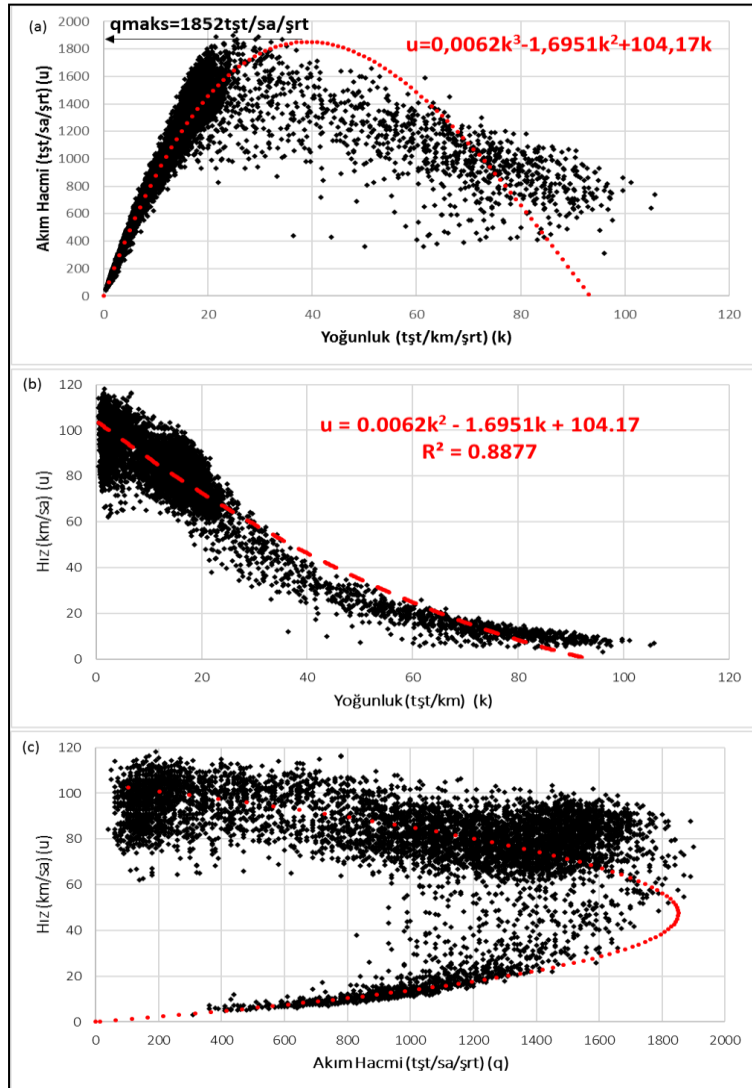 (a)
qmaks=1852tşt/sa/şrt
u=0,0062k³-1,6951k²+104,17k
Akım Hacmi (tşt/sa/şrt) (u)
2000
1800
1600
1400
1200
1000
800
600
400
200
0
0 20 40 60 80 100 120
Yoğunluk (tşt/km/şrt) (k)
(b)
u = 0.0062k² - 1.6951k + 104.17
R² = 0.8877
Hız (km/sa) (u)
120
100
80
60
40
20
0
0 20 40 60 80 100 120
Yoğunluk (tşt/km) (k)
(c)
Hız (km/sa) (u)
120
100
80
60
40
20
0
0 200 400 600 800 1000 1200 1400 1600 1800 2000
Akım Hacmi (tşt/sa/şrt) (q)